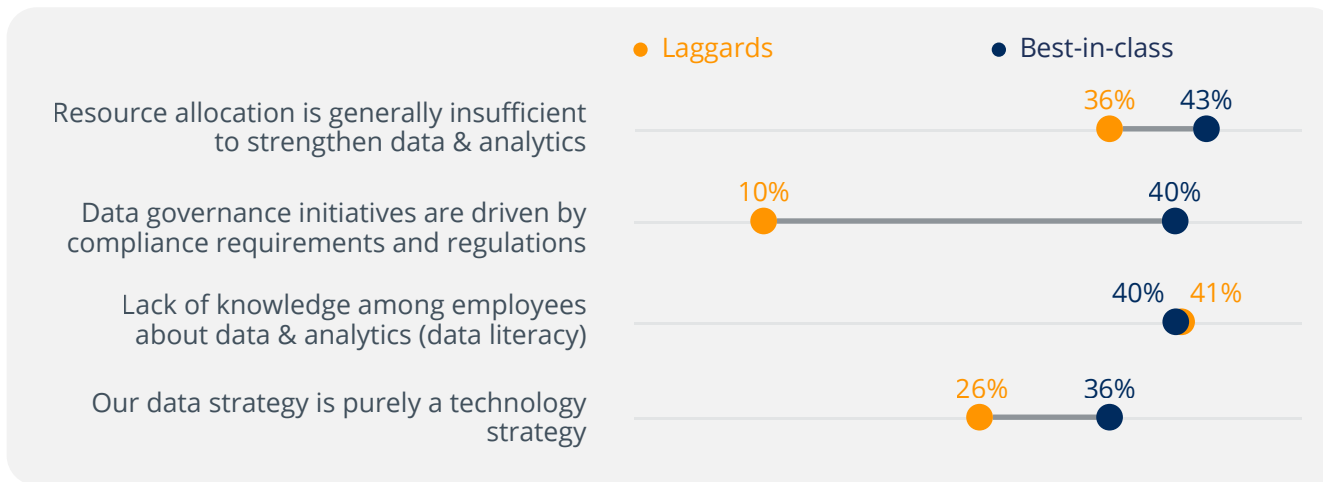 Laggards
Best-in-class
Resource allocation is generally insufficient
to strengthen data & analytics
36%
43%
Data governance initiatives are driven by
compliance requirements and regulations
10%
40%
Lack of knowledge among employees
about data & analytics (data literacy)
40%
41%
Our data strategy is purely a technology
strategy
26%
36%